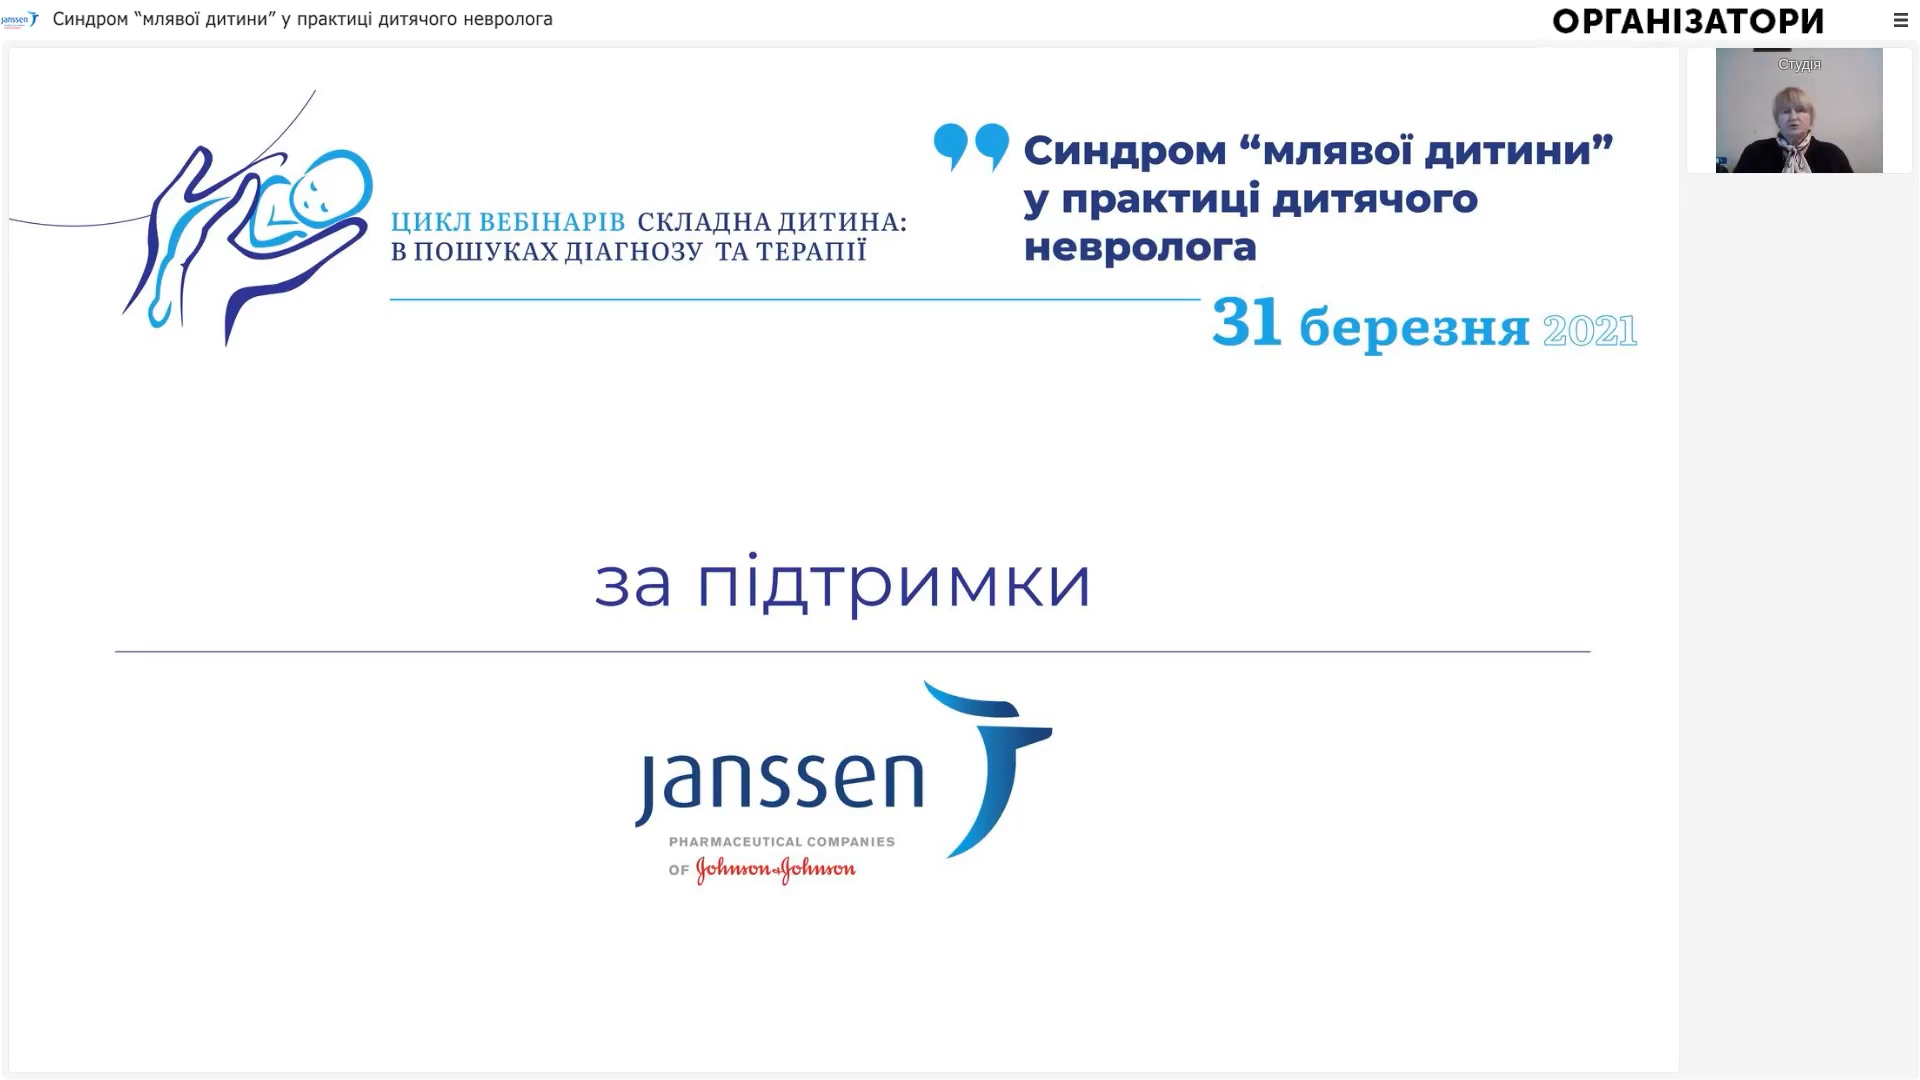 janssen
Синдром “млявої дитини” у практиці дитячого невролога
ОРГАНІЗАТОРИ
Студія
Синдром “млявої дитини”
у практиці дитячого
невролога
ЦИКЛ ВЕБІНАРІВ СКЛАДНА ДИТИНА:
В ПОШУКАХ ДІАГНОЗУ ТА ТЕРАПІЇ
31 березня 2021
за підтримки
janssen
PHARMACEUTICAL COMPANIES
OF Johnson&Johnson